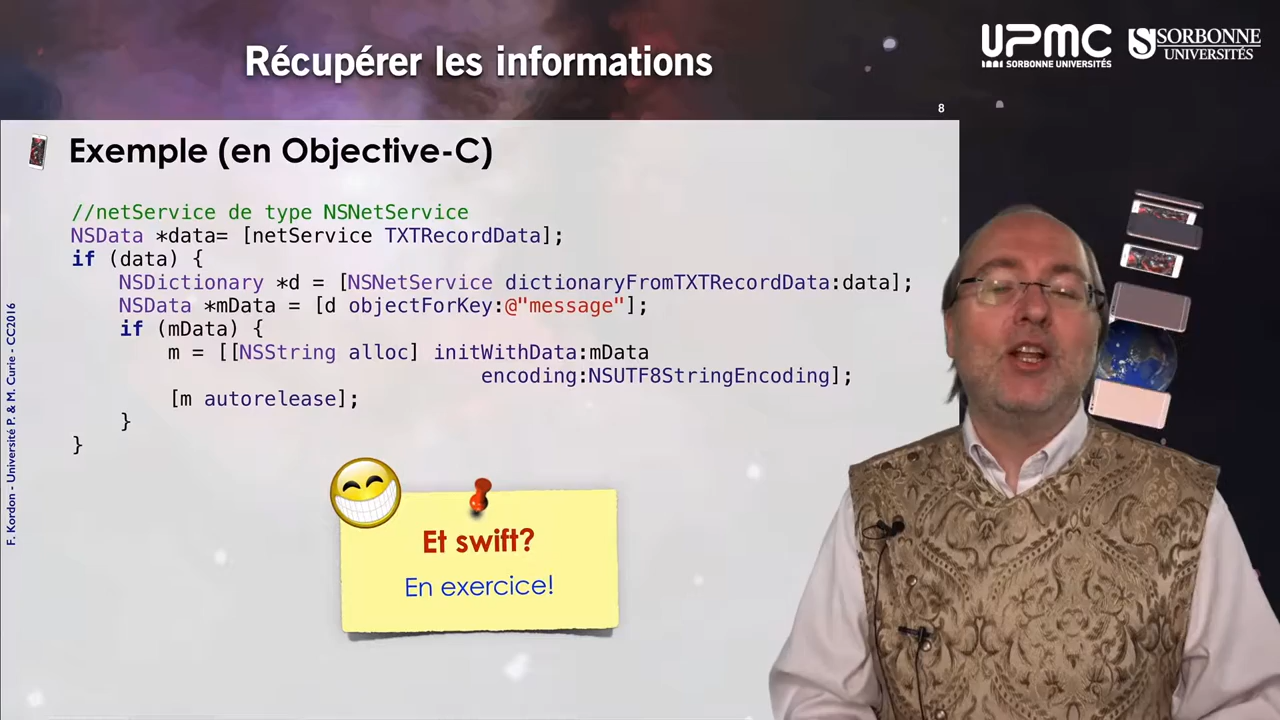 Récupérer les informations
UPMC
SORBONNE UNIVERSITÉS
SORBONNE
UNIVERSITÉS
8
Exemple (en Objective-C)
//netService de type NSNetService
NSData *data= [netService TXTRecordData];
if (data) {
NSDictionary *d = [NSNetService dictionaryFromTXTRecordData:data];
NSData *mData = [d objectForKey:@"message"];
if (mData) {
m = [[NSString alloc] initWithData:mData
encoding:NSUTF8StringEncoding];
[m autorelease];
}
}
Et swift?
En exercice!
F. Kordon - Université P. & M. Curie - CC2016